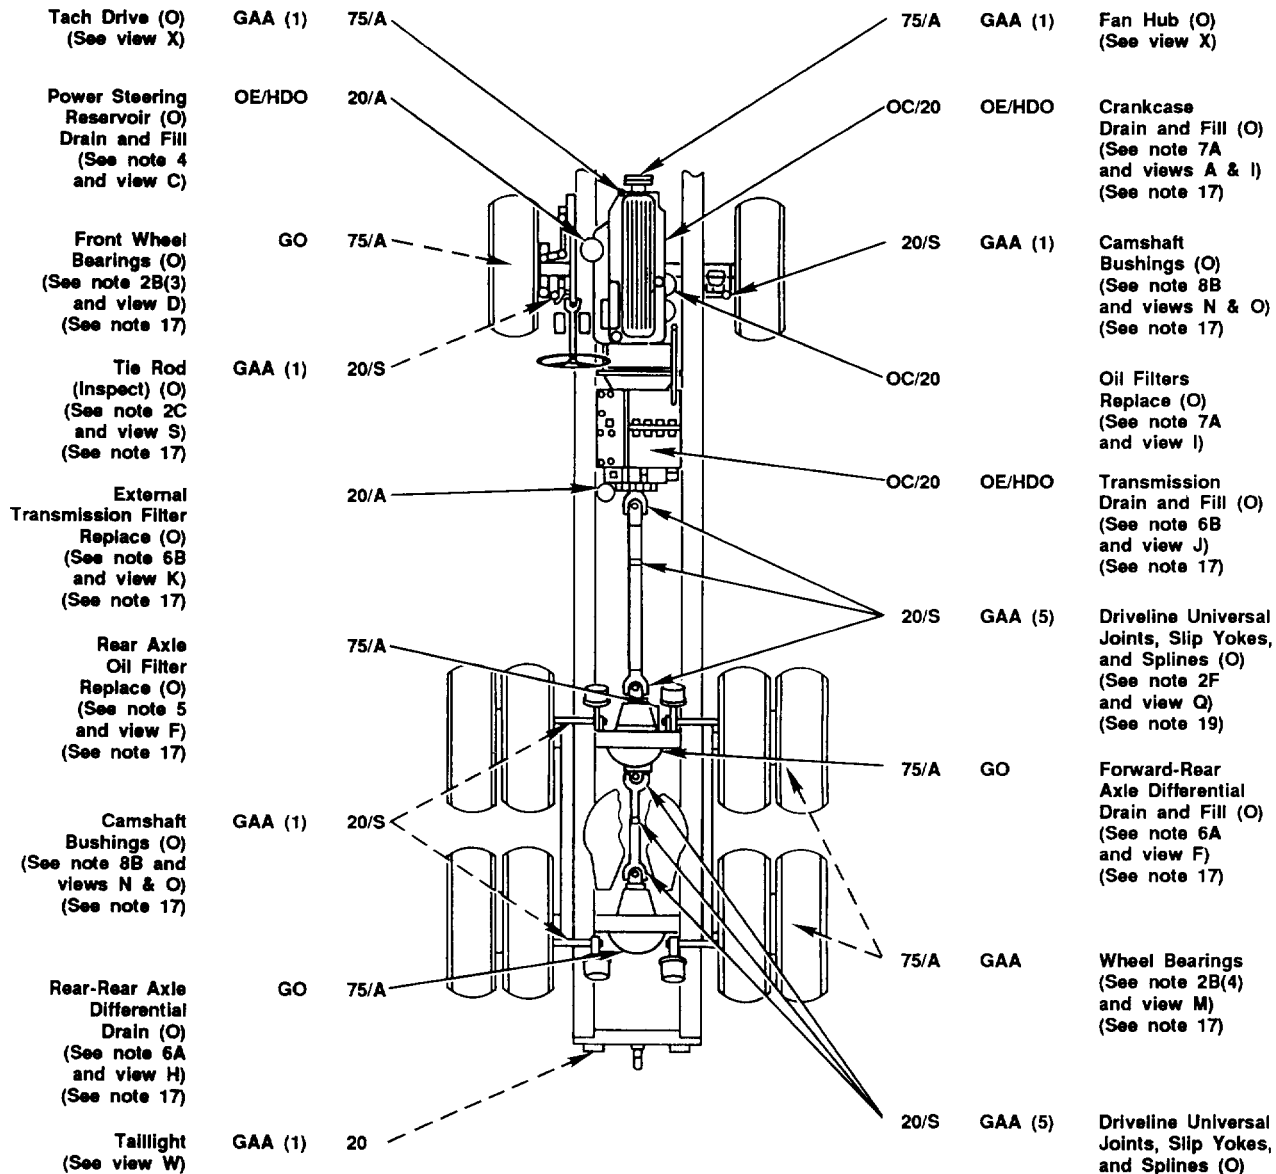 Tach Drive (O) GAA (1) 75/A
(See view X)
Power Steering OE/HDO 20/A
Reservoir (O)
Drain and Fill
(See note 4
and view C)
Front Wheel GO 75/A
Bearings (O)
(See note 2B(3)
and view D)
(See note 17)
Tie Rod GAA (1) 20/S
(Inspect) (O)
(See note 2C
and view S)
(See note 17)
External 20/A
Transmission Filter
Replace (O)
(See note 6B
and view K)
(See note 17)
Rear Axle 75/A
Oil Filter
Replace (O)
(See note 5
and view F)
(See note 17)
Camshaft GAA (1) 20/S
Bushings (O)
(See note 8B and
views N & O)
(See note 17)
Rear-Rear Axle GO 75/A
Differential
Drain (O)
(See note 6A
and view H)
(See note 17)
Taillight GAA (1) 20
(See view W)
75/A GAA (1) Fan Hub (O)
(See view X)
OC/20 OE/HDO Crankcase
Drain and Fill (O)
(See note 7A
and views A & I)
(See note 17)
20/S GAA (1) Camshaft
Bushings (O)
(See note 8B
and views N & O)
(See note 17)
OC/20 Oil Filters
Replace (O)
(See note 7A
and view I)
OC/20 OE/HDO Transmission
Drain and Fill (O)
(See note 6B
and view J)
(See note 17)
20/S GAA (5) Driveline Universal
Joints, Slip Yokes,
and Splines (O)
(See note 2F
and view Q)
(See note 19)
75/A GO Forward-Rear
Axle Differential
Drain and Fill (O)
(See note 6A
and view F)
(See note 17)
75/A GAA Wheel Bearings
(See note 2B(4)
and view M)
(See note 17)
20/S GAA (5) Driveline Universal
Joints, Slip Yokes,
and Splines (O)